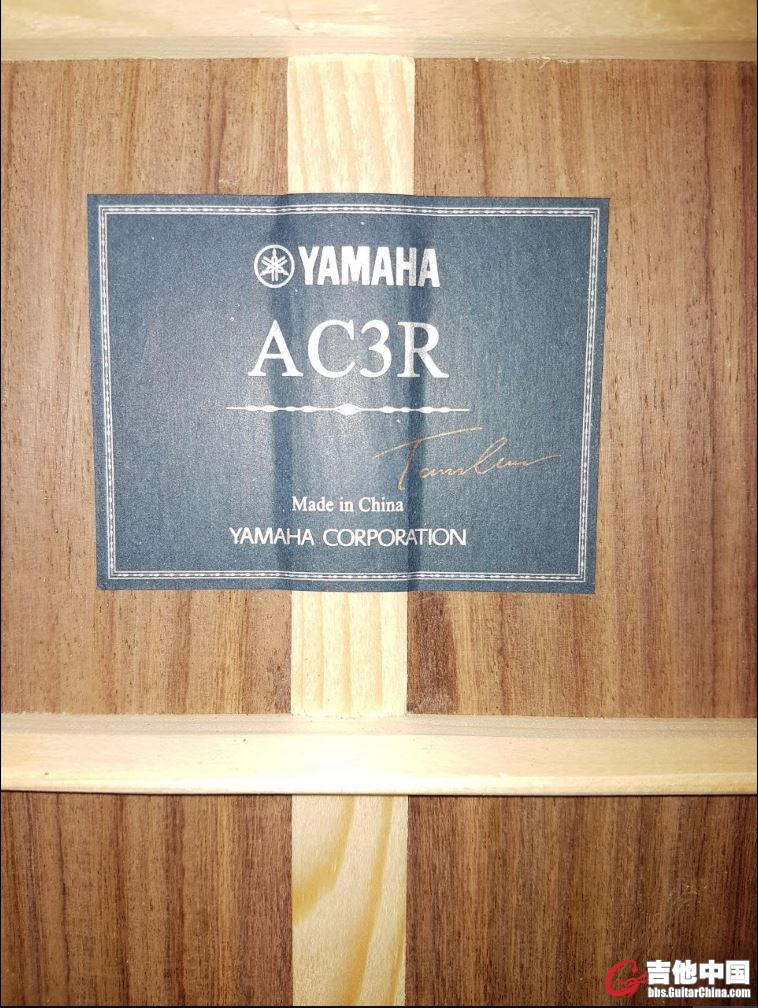 YAMAHA
AC3R
Made in China
YAMAHA CORPORATION
吉他中国
bbs.GuitarChina.com